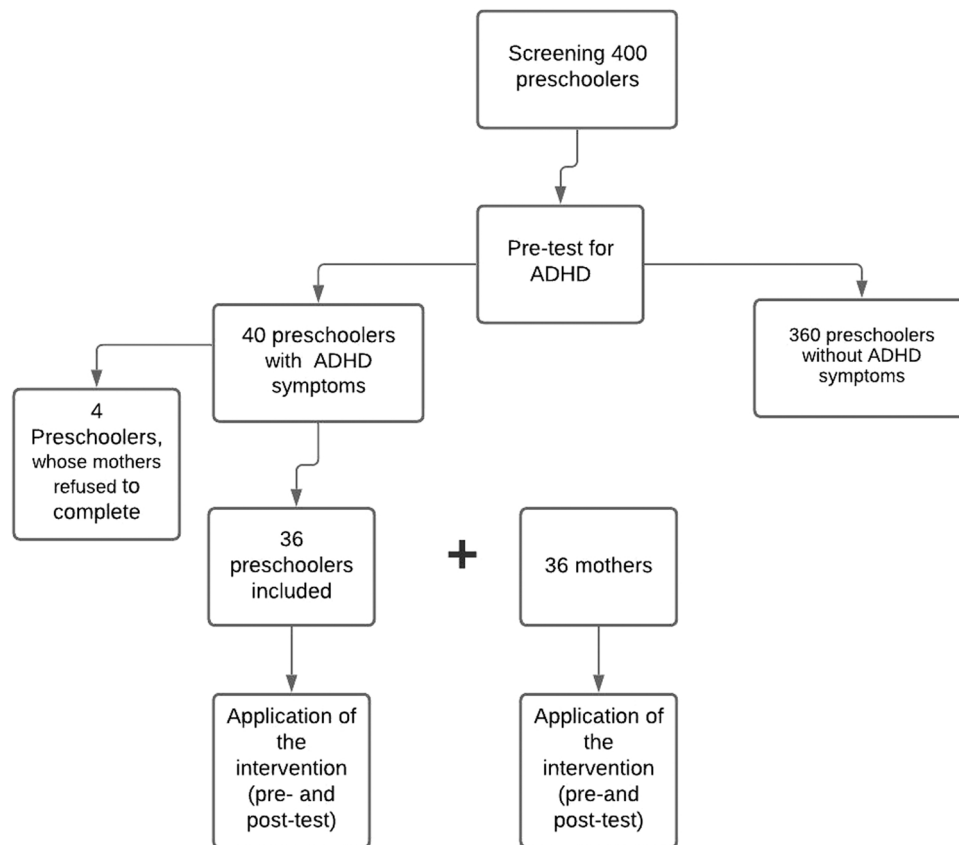 Screening 400
preschoolers
Pre-test for
ADHD
40 preschoolers
with ADHD
symptoms
360 preschoolers
without ADHD
symptoms
4
Preschoolers,
whose mothers
refused to
complete
36
preschoolers
included
+
36 mothers
Application of
the
intervention
(pre- and
post-test)
Application of
the
intervention
(pre-and
post-test)